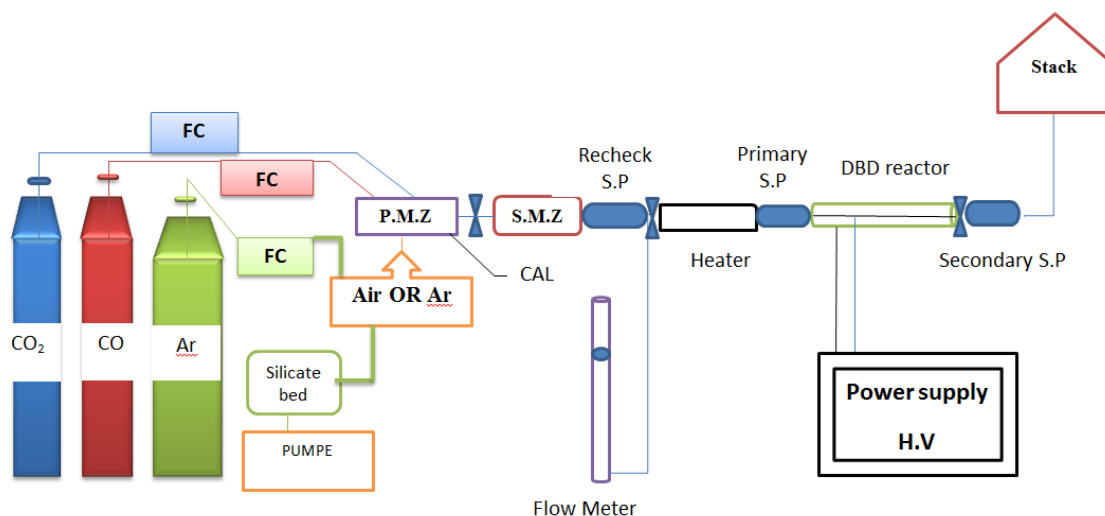 Stack
FC
FC
Recheck
S.P
Primary
S.P
DBD reactor
P.M.Z
S.M.Z
FC
CAL
Heater
Secondary S.P
Air OR Ar
CO₂
CO
Ar
Silicate
bed
Power supply
H.V
PUMPE
Flow Meter